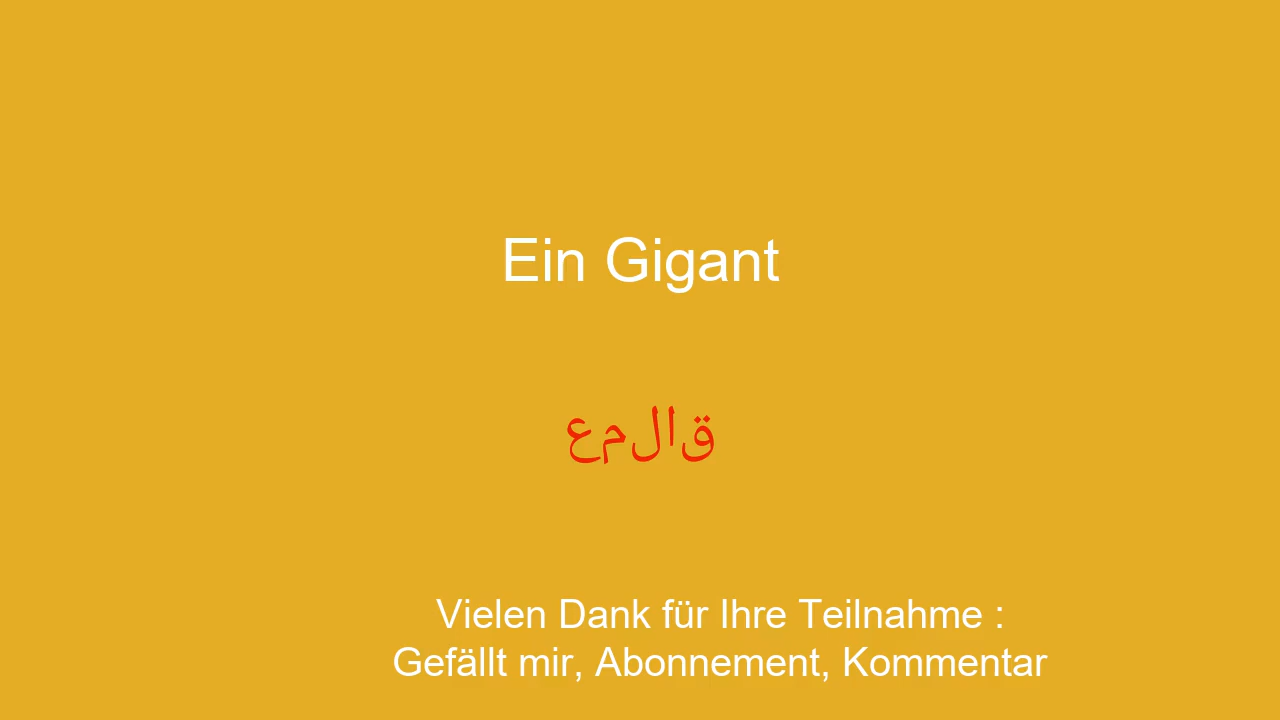 Ein Gigant
عملاق
Vielen Dank für Ihre Teilnahme :
Gefällt mir, Abonnement, Kommentar